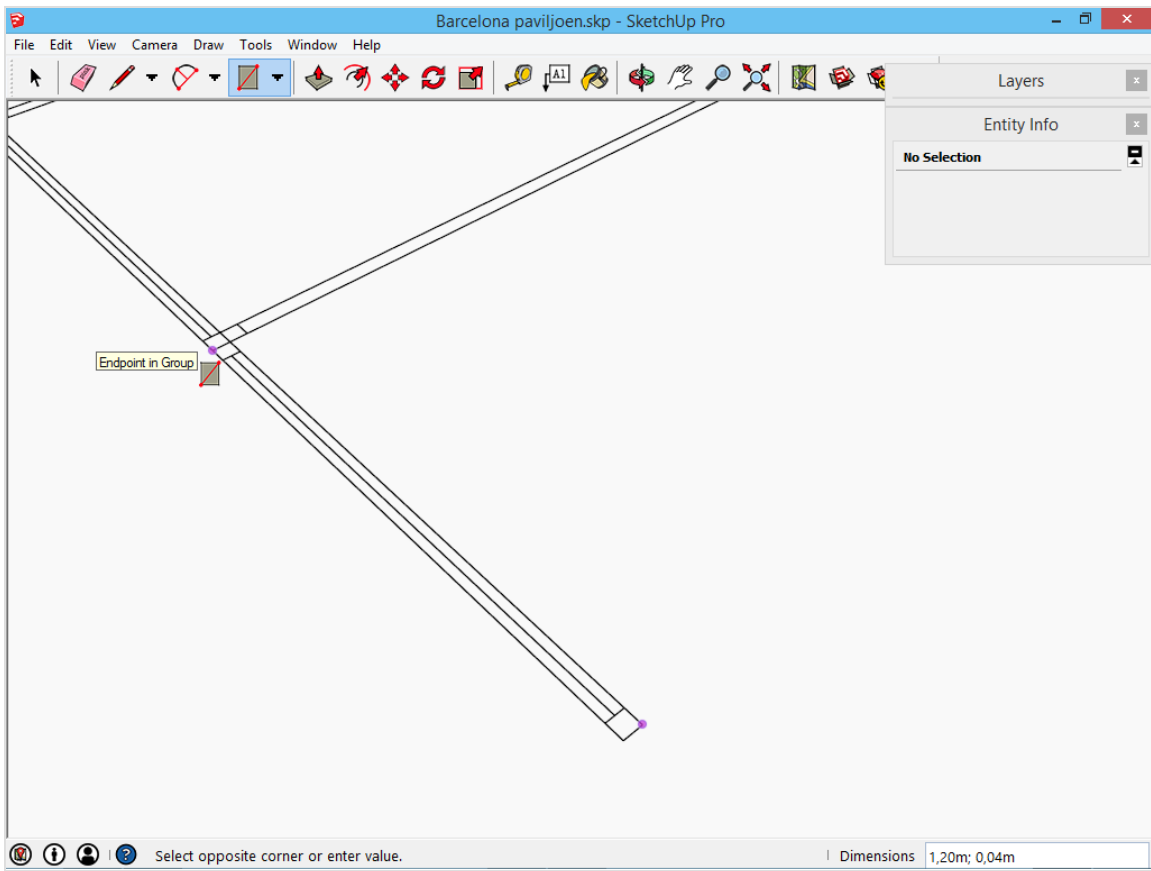 Barcelona paviljoen.skp - SketchUp Pro
File Edit View Camera Draw Tools Window Help
A1
Layers
Entity Info
No Selection
Endpoint in Group
Select opposite corner or enter value.
Dimensions 1,20m; 0,04m